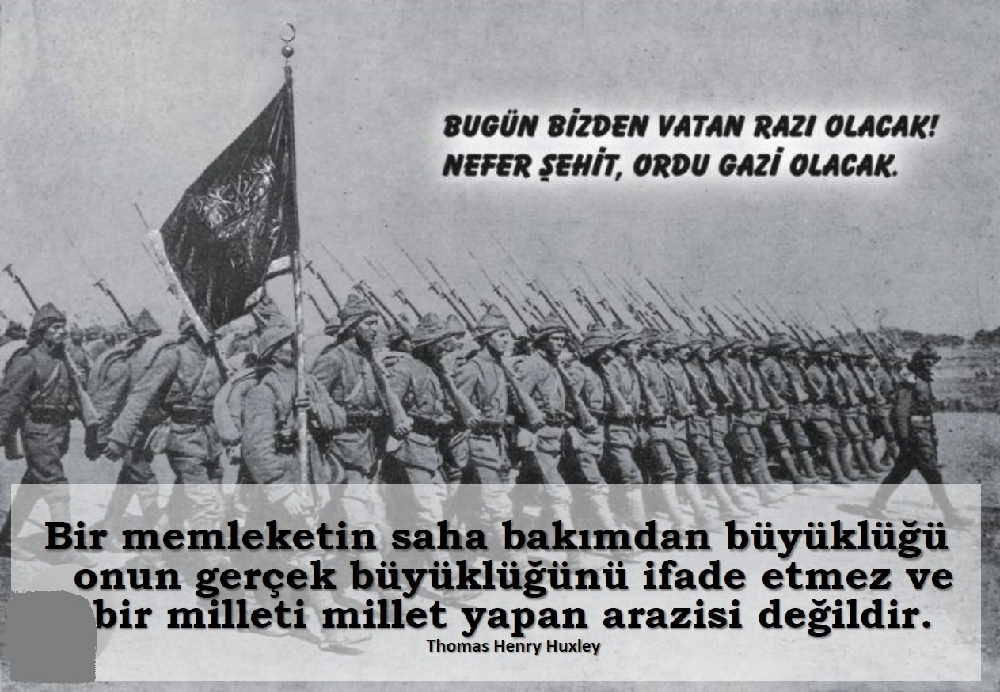 BUGÜN BİZDEN VATAN RAZI OLACAK!
NEFER ŞEHİT, ORDU GAZİ OLACAK.
Bir memleketin saha bakımdan büyüklüğü
onun gerçek büyüklüğünü ifade etmez ve
bir milleti millet yapan arazisi değildir.
Thomas Henry Huxley